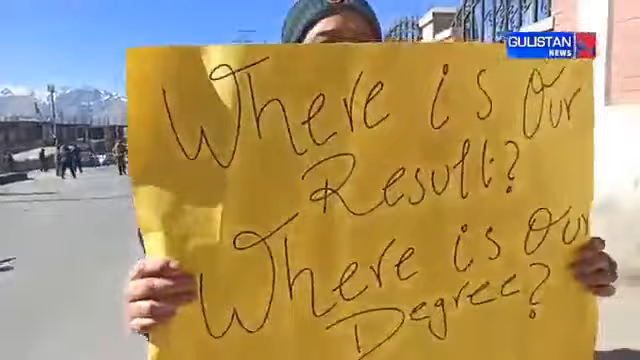 GULISTAN
NEWS
Where is Our
Result?
Where is Our
Degree?